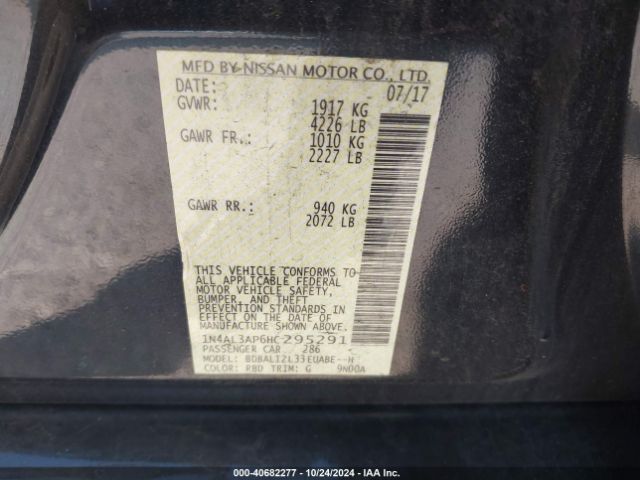 MFD BY NISSAN MOTOR CO., LTD.
DATE: 07/17
GVWR: 1917 KG
4226 LB
GAWR FR.: 1010 KG
2227 LB
GAWR RR.: 940 KG
2072 LB
THIS VEHICLE CONFORMS TO
ALL APPLICABLE FEDERAL
MOTOR VEHICLE SAFETY,
BUMPER, AND THEFT
PREVENTION STANDARDS IN
EFFECT ON THE DATE OF
MANUFACTURE SHOWN ABOVE.
1N4AL3AP6HC295291
PASSENGER CAR 286
MODEL: BDBALI2L33EUABE--H
COLOR: RBD TRIM: G 9N00A
000-40682277 - 10/24/2024 - IAA Inc.